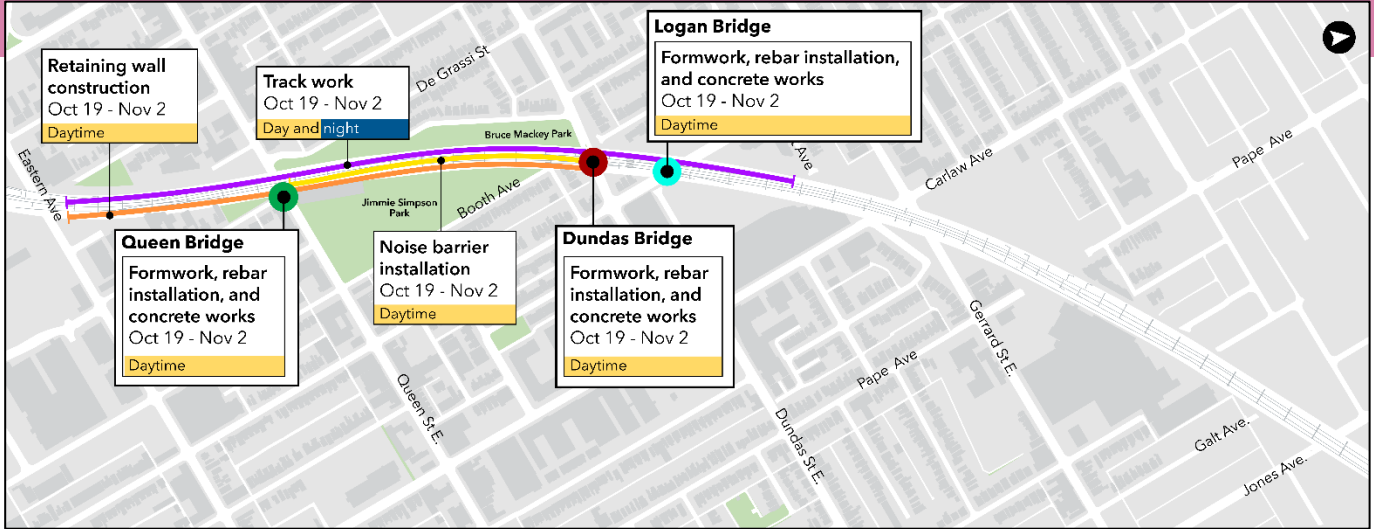 Logan Bridge
Formwork, rebar installation,
and concrete works
Oct 19 - Nov 2
Daytime
Retaining wall
construction
Oct 19 - Nov 2
Daytime
Track work
Oct 19 - Nov 2
Day and night
De Grassi St
Bruce Mackey Park
Ave
Carlaw Ave
Pape Ave
Eastern Ave
Jimmie Simpson
Park
Booth Ave
Queen Bridge
Formwork, rebar
installation, and
concrete works
Oct 19 - Nov 2
Daytime
Noise barrier
installation
Oct 19 - Nov 2
Daytime
Dundas Bridge
Formwork, rebar
installation, and
concrete works
Oct 19 - Nov 2
Daytime
Gerrard St E.
Pape Ave
Queen St E.
Dundas St E.
Galt Ave.
Jones Ave.